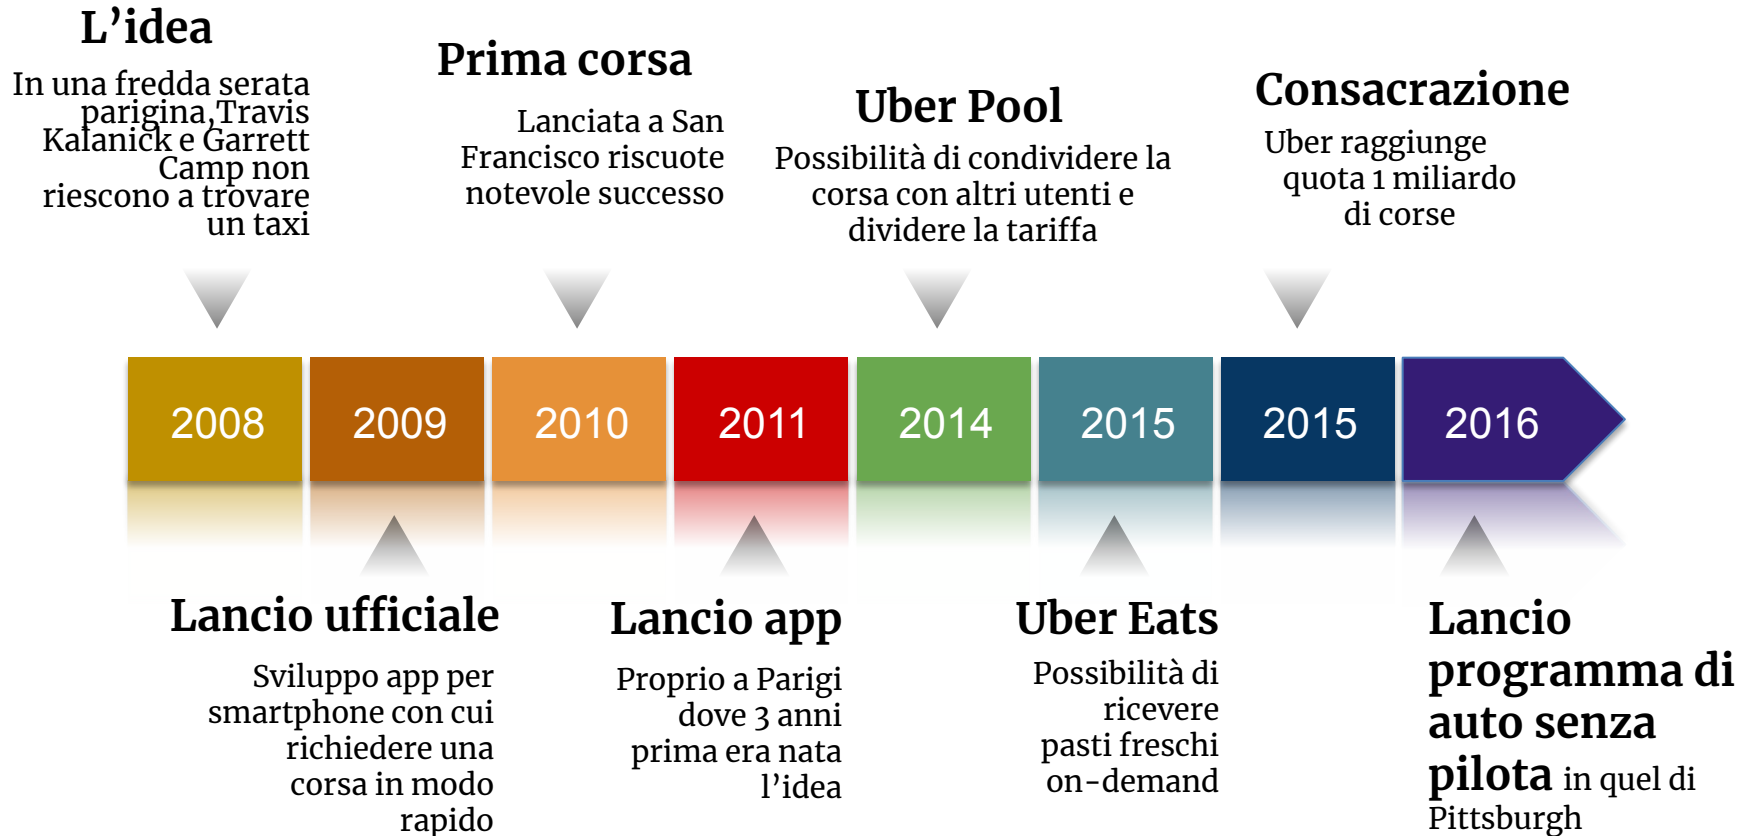 L’idea
In una fredda serata
parigina,Travis
Kalanick e Garrett
Camp non
riescono a trovare
un taxi
Prima corsa
Lanciata a San
Francisco riscuote
notevole successo
Uber Pool
Possibilità di condividere la
corsa con altri utenti e
dividere la tariffa
Consacrazione
Uber raggiunge
quota 1 miliardo
di corse
2008
2009
2010
2011
2014
2015
2015
2016
Lancio ufficiale
Sviluppo app per
smartphone con cui
richiedere una
corsa in modo
rapido
Lancio app
Proprio a Parigi
dove 3 anni
prima era nata
l’idea
Uber Eats
Possibilità di
ricevere
pasti freschi
on-demand
Lancio
programma di
auto senza
pilota in quel di
Pittsburgh